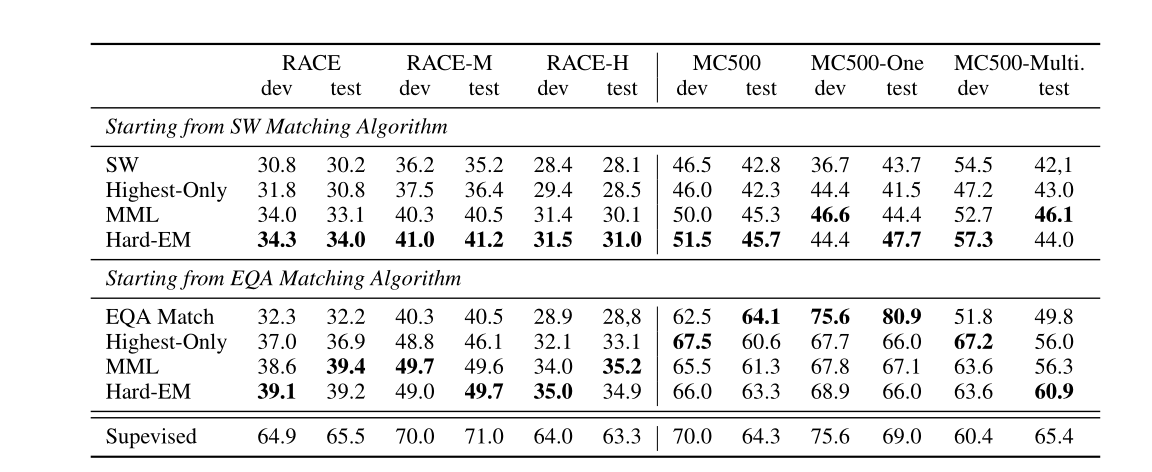 RACE RACE-M RACE-H MC500 MC500-One MC500-Multi.
dev test dev test dev test dev test dev test dev test
Starting from SW Matching Algorithm
SW 30.8 30.2 36.2 35.2 28.4 28.1 46.5 42.8 36.7 43.7 54.5 42,1
Highest-Only 31.8 30.8 37.5 36.4 29.4 28.5 46.0 42.3 44.4 41.5 47.2 43.0
MML 34.0 33.1 40.3 40.5 31.4 30.1 50.0 45.3 46.6 44.4 52.7 46.1
Hard-EM 34.3 34.0 41.0 41.2 31.5 31.0 51.5 45.7 44.4 47.7 57.3 44.0
Starting from EQA Matching Algorithm
EQA Match 32.3 32.2 40.3 40.5 28.9 28,8 62.5 64.1 75.6 80.9 51.8 49.8
Highest-Only 37.0 36.9 48.8 46.1 32.1 33.1 67.5 60.6 67.7 66.0 67.2 56.0
MML 38.6 39.4 49.7 49.6 34.0 35.2 65.5 61.3 67.8 67.1 63.6 56.3
Hard-EM 39.1 39.2 49.0 49.7 35.0 34.9 66.0 63.3 68.9 66.0 63.6 60.9
Supevised 64.9 65.5 70.0 71.0 64.0 63.3 70.0 64.3 75.6 69.0 60.4 65.4